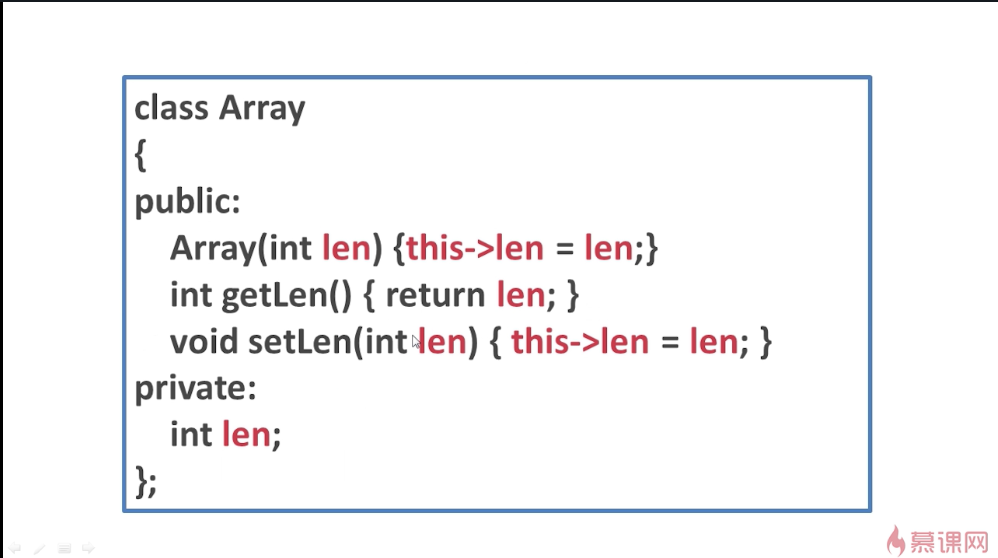 class Array
{
public:
Array(int len) {this->len = len;}
int getLen() { return len; }
void setLen(int len) { this->len = len; }
private:
int len;
};
慕课网